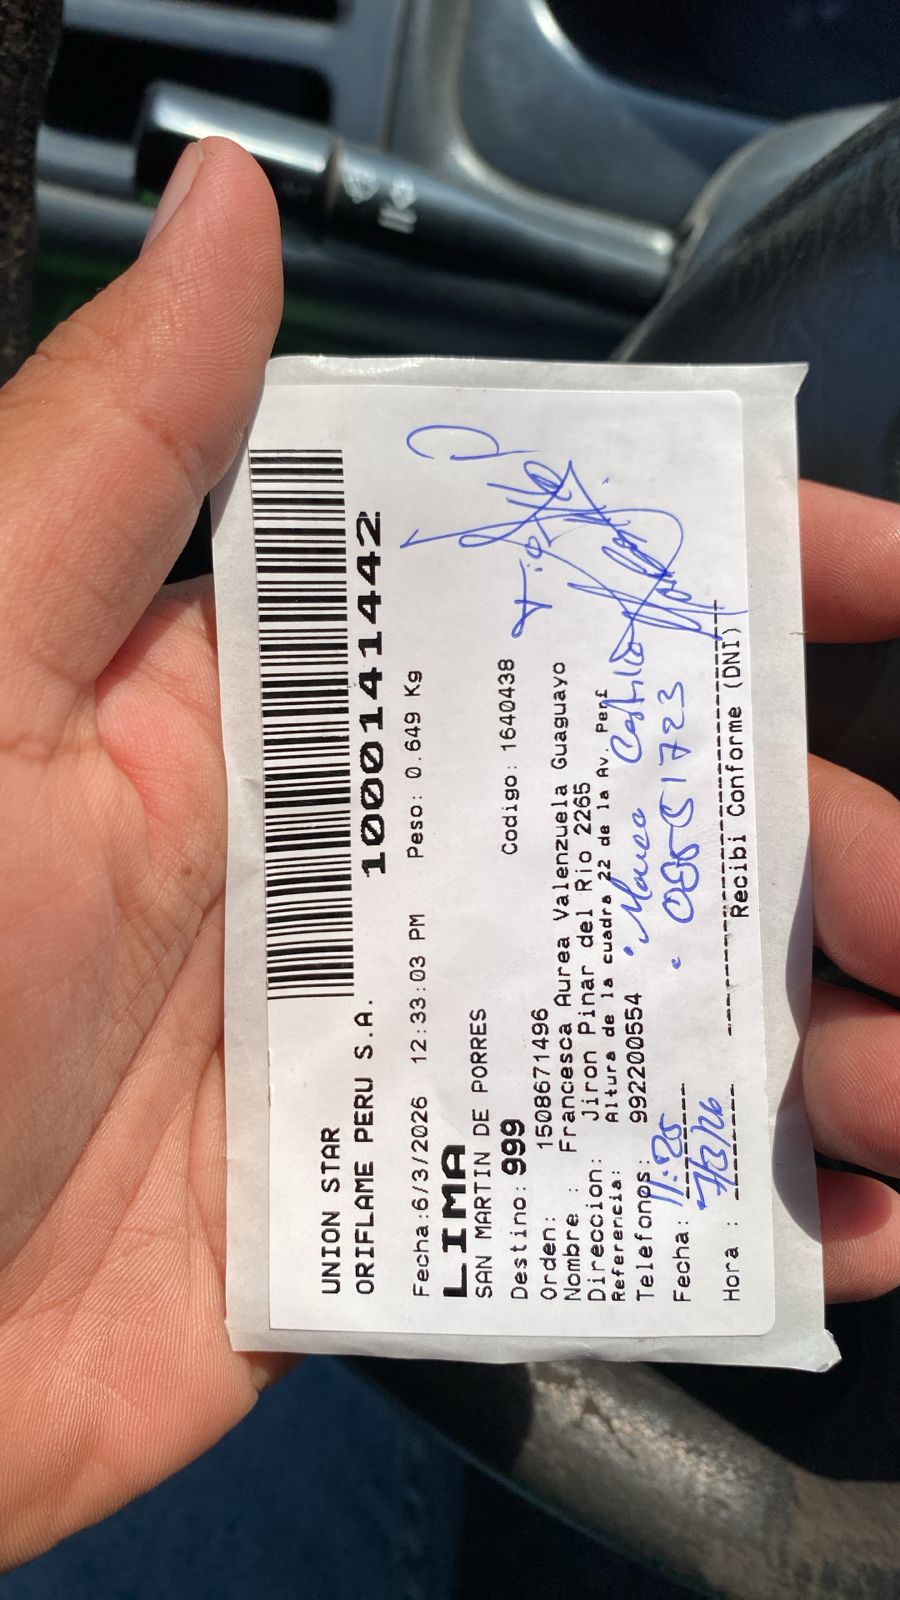 1000141442
UNION STAR
ORIFLAME PERU S.A.
Fecha:6/3/2026 12:33:03 PM Peso: 0.649 Kg
LIMA
SAN MARTIN DE PORRES
Destino: 999 Codigo: 1640438
Orden: 1508671496
Nombre : Francesca Aurea Valenzuela Guaguayo
Direccion: Jiron Pinar del Rio 2265
Referencia: Altura de la cuadra 22 de la Av. Perí
Telefonos: 992200554
Castillo
Fecha: 11:25
Hora : 7/3/26
Recibi Conforme (DNI)